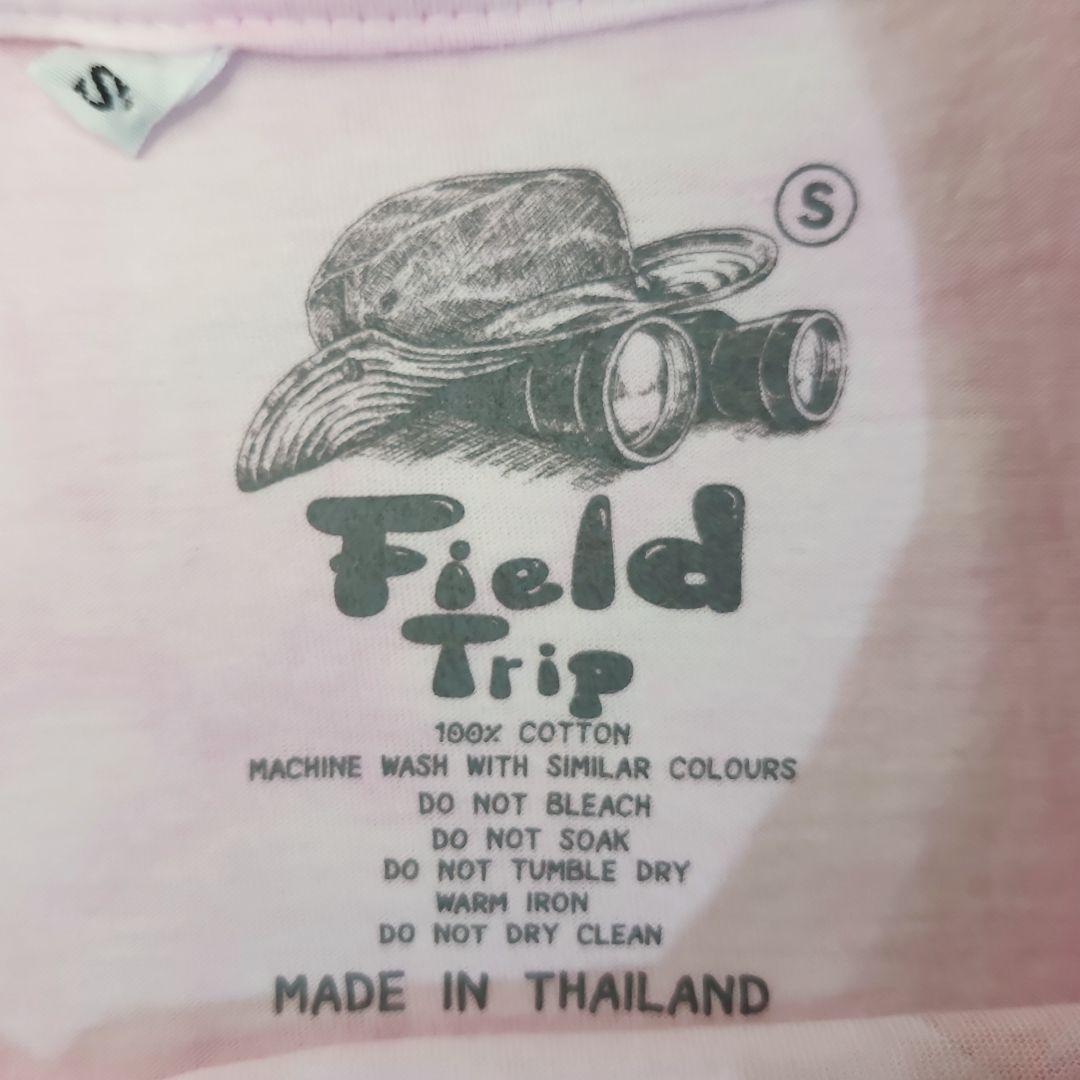 S
S
Field
Trip
100% COTTON
MACHINE WASH WITH SIMILAR COLOURS
DO NOT BLEACH
DO NOT SOAK
DO NOT TUMBLE DRY
WARM IRON
DO NOT DRY CLEAN
MADE IN THAILAND